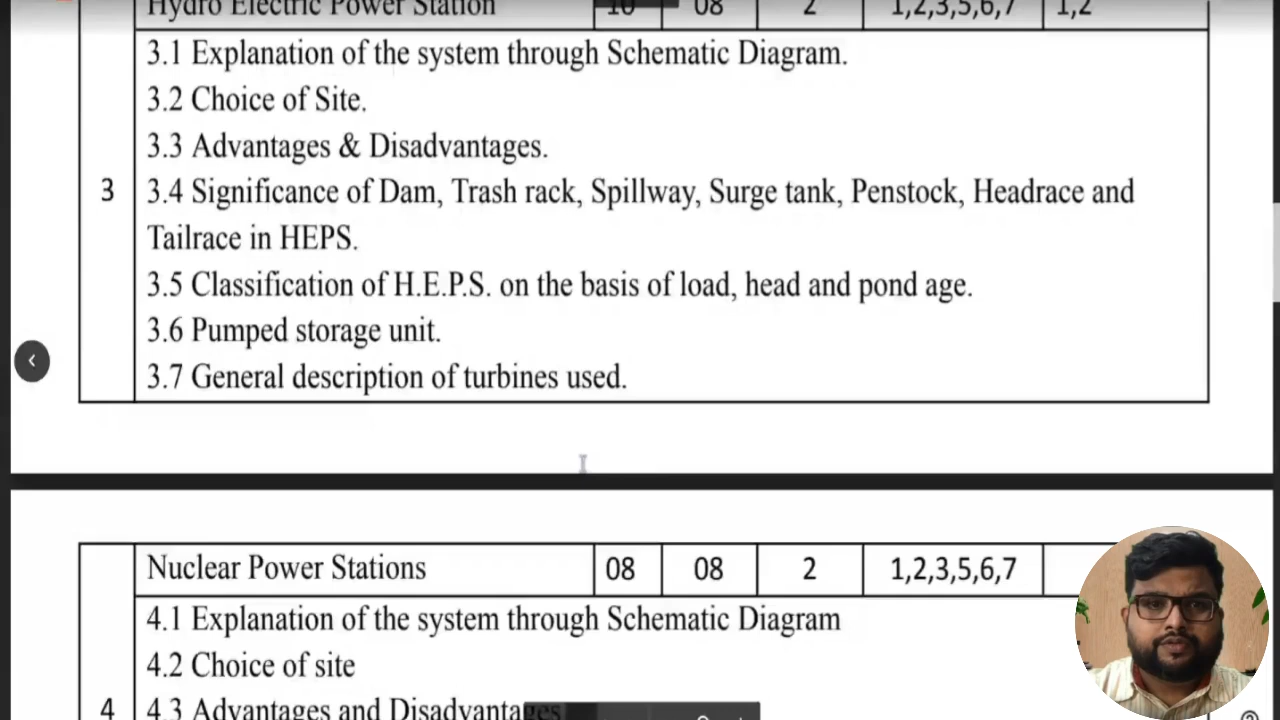 Hydro Electric Power Station 10 08 2 1,2,3,5,6,7 1,2
3.1 Explanation of the system through Schematic Diagram.
3.2 Choice of Site.
3.3 Advantages & Disadvantages.
3 3.4 Significance of Dam, Trash rack, Spillway, Surge tank, Penstock, Headrace and
Tailrace in HEPS.
3.5 Classification of H.E.P.S. on the basis of load, head and pond age.
3.6 Pumped storage unit.
3.7 General description of turbines used.
Nuclear Power Stations 08 08 2 1,2,3,5,6,7
4.1 Explanation of the system through Schematic Diagram
4.2 Choice of site
4 4.3 Advantages and Disadvantages